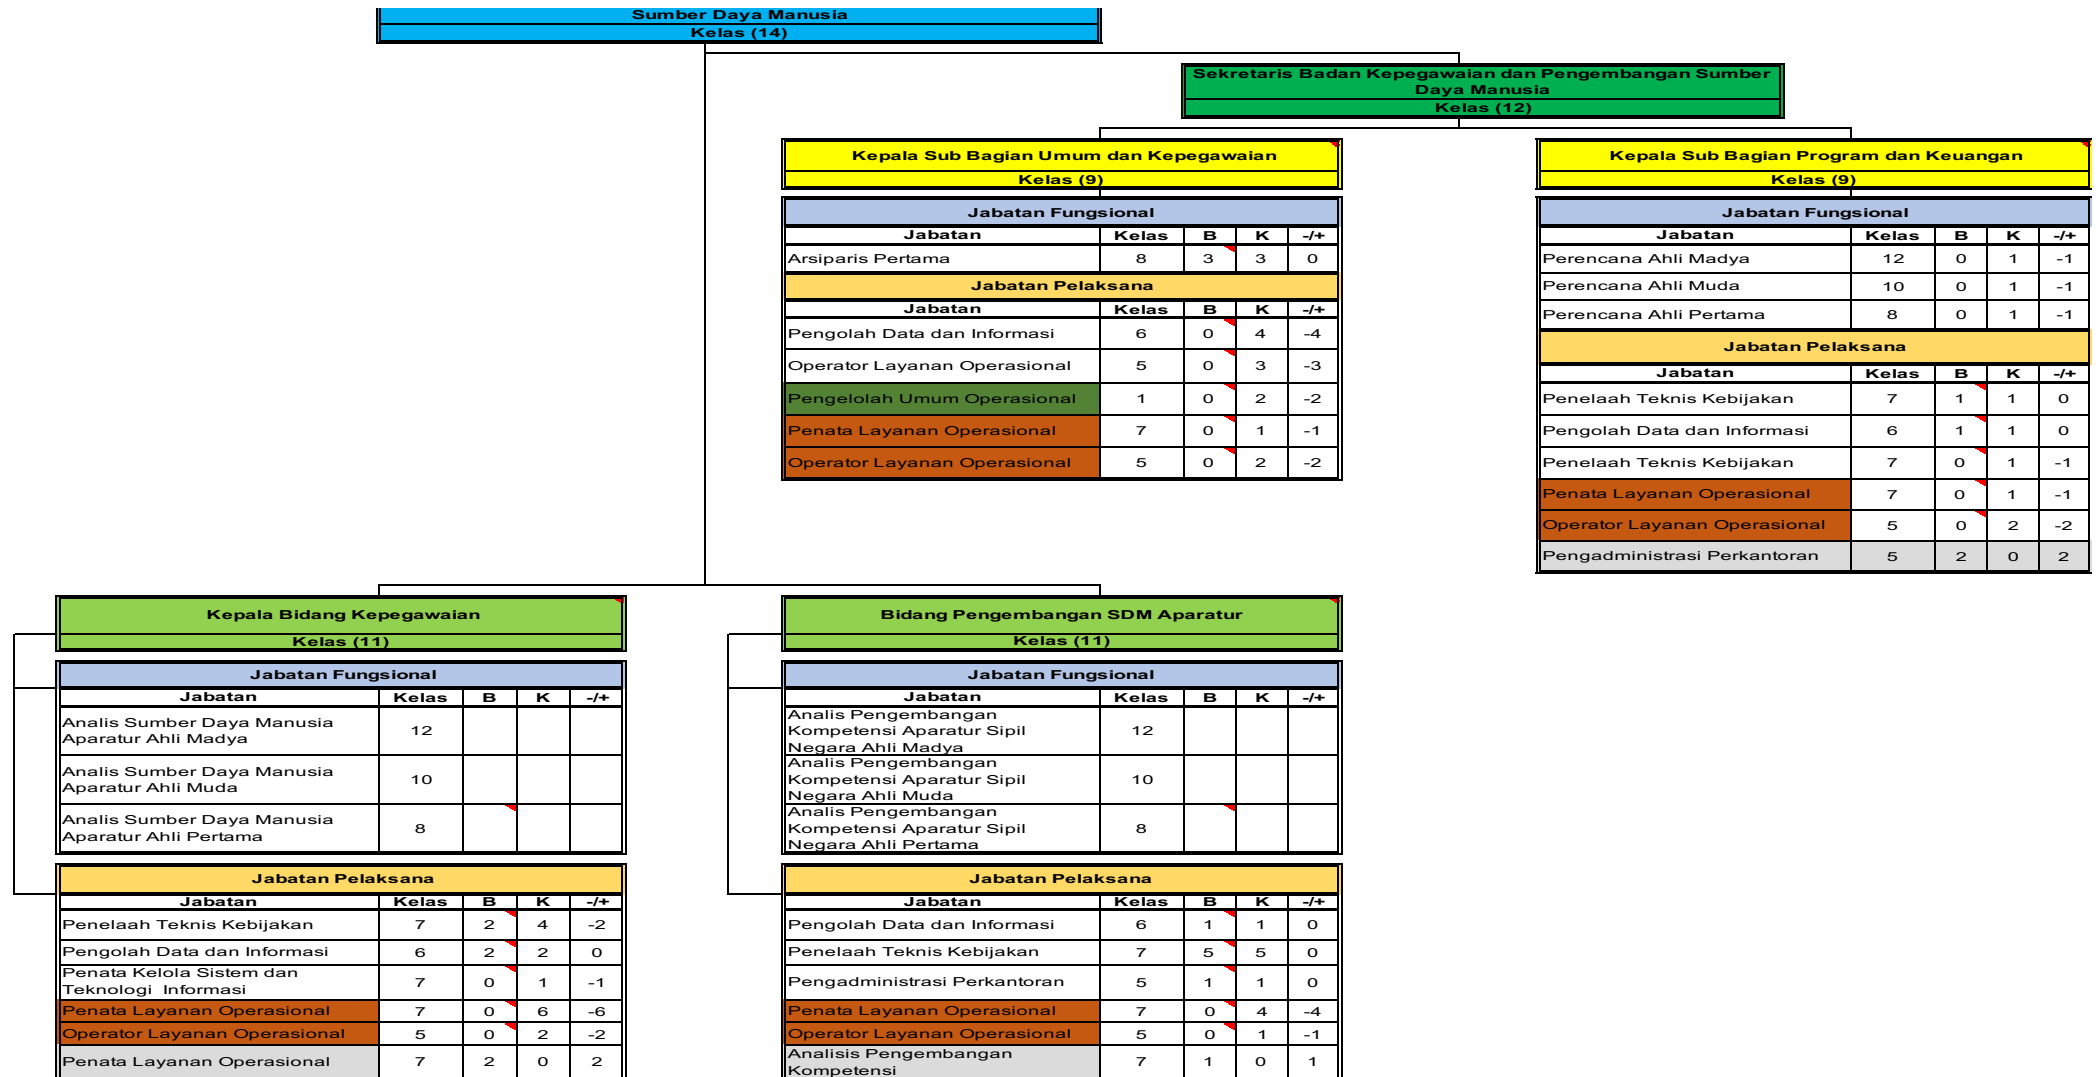 Sumber Daya Manusia
Kelas (14)
Sekretaris Badan Kepegawaian dan Pengembangan Sumber
Daya Manusia
Kelas (12)
Kepala Sub Bagian Umum dan Kepegawaian
Kelas (9)
Jabatan Fungsional
Jabatan Kelas B K -/+
Arsiparis Pertama 8 3 3 0
Jabatan Pelaksana
Jabatan Kelas B K -/+
Pengolah Data dan Informasi 6 0 4 -4
Operator Layanan Operasional 5 0 3 -3
Pengelolah Umum Operasional 1 0 2 -2
Penata Layanan Operasional 7 0 1 -1
Operator Layanan Operasional 5 0 2 -2
Kepala Sub Bagian Program dan Keuangan
Kelas (9)
Jabatan Fungsional
Jabatan Kelas B K -/+
Perencana Ahli Madya 12 0 1 -1
Perencana Ahli Muda 10 0 1 -1
Perencana Ahli Pertama 8 0 1 -1
Jabatan Pelaksana
Jabatan Kelas B K -/+
Penelaah Teknis Kebijakan 7 1 1 0
Pengolah Data dan Informasi 6 1 1 0
Penelaah Teknis Kebijakan 7 0 1 -1
Penata Layanan Operasional 7 0 1 -1
Operator Layanan Operasional 5 0 2 -2
Pengadministrasi Perkantoran 5 2 0 2
Kepala Bidang Kepegawaian
Kelas (11)
Jabatan Fungsional
Jabatan Kelas B K -/+
Analis Sumber Daya Manusia
Aparatur Ahli Madya 12
Analis Sumber Daya Manusia
Aparatur Ahli Muda 10
Analis Sumber Daya Manusia
Aparatur Ahli Pertama 8
Jabatan Pelaksana
Jabatan Kelas B K -/+
Penelaah Teknis Kebijakan 7 2 4 -2
Pengolah Data dan Informasi 6 2 2 0
Penata Kelola Sistem dan
Teknologi Informasi 7 0 1 -1
Penata Layanan Operasional 7 0 6 -6
Operator Layanan Operasional 5 0 2 -2
Penata Layanan Operasional 7 2 0 2
Bidang Pengembangan SDM Aparatur
Kelas (11)
Jabatan Fungsional
Jabatan Kelas B K -/+
Analis Pengembangan
Kompetensi Aparatur Sipil 12
Negara Ahli Madya
Analis Pengembangan
Kompetensi Aparatur Sipil 10
Negara Ahli Muda
Analis Pengembangan
Kompetensi Aparatur Sipil 8
Negara Ahli Pertama
Jabatan Pelaksana
Jabatan Kelas B K -/+
Pengolah Data dan Informasi 6 1 1 0
Penelaah Teknis Kebijakan 7 5 5 0
Pengadministrasi Perkantoran 5 1 1 0
Penata Layanan Operasional 7 0 4 -4
Operator Layanan Operasional 5 0 1 -1
Analisis Pengembangan
Kompetensi 7 1 0 1